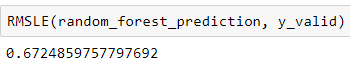 RMSLE(random_forest_prediction, y_valid)
0.6724859757797692